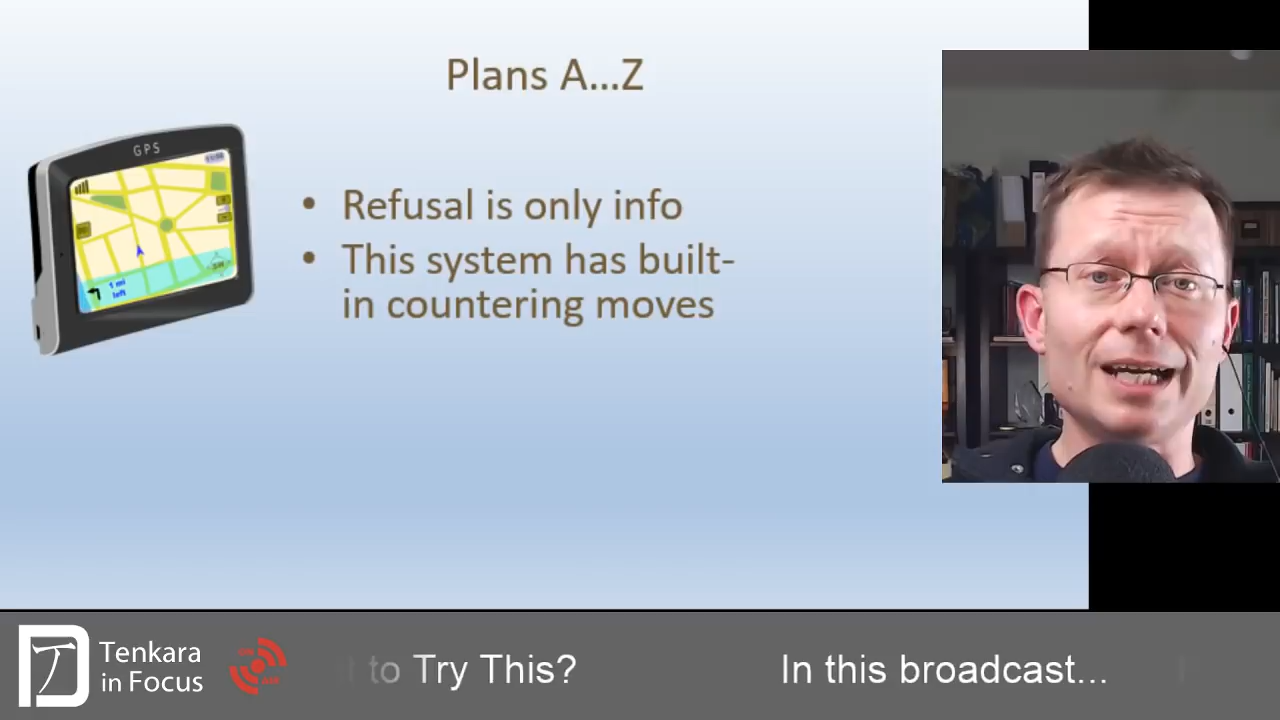 Plans A...Z
GPS
1 mi
left
• Refusal is only info
• This system has built-
in countering moves
Tenkara
in Focus
to Try This?
In this broadcast...